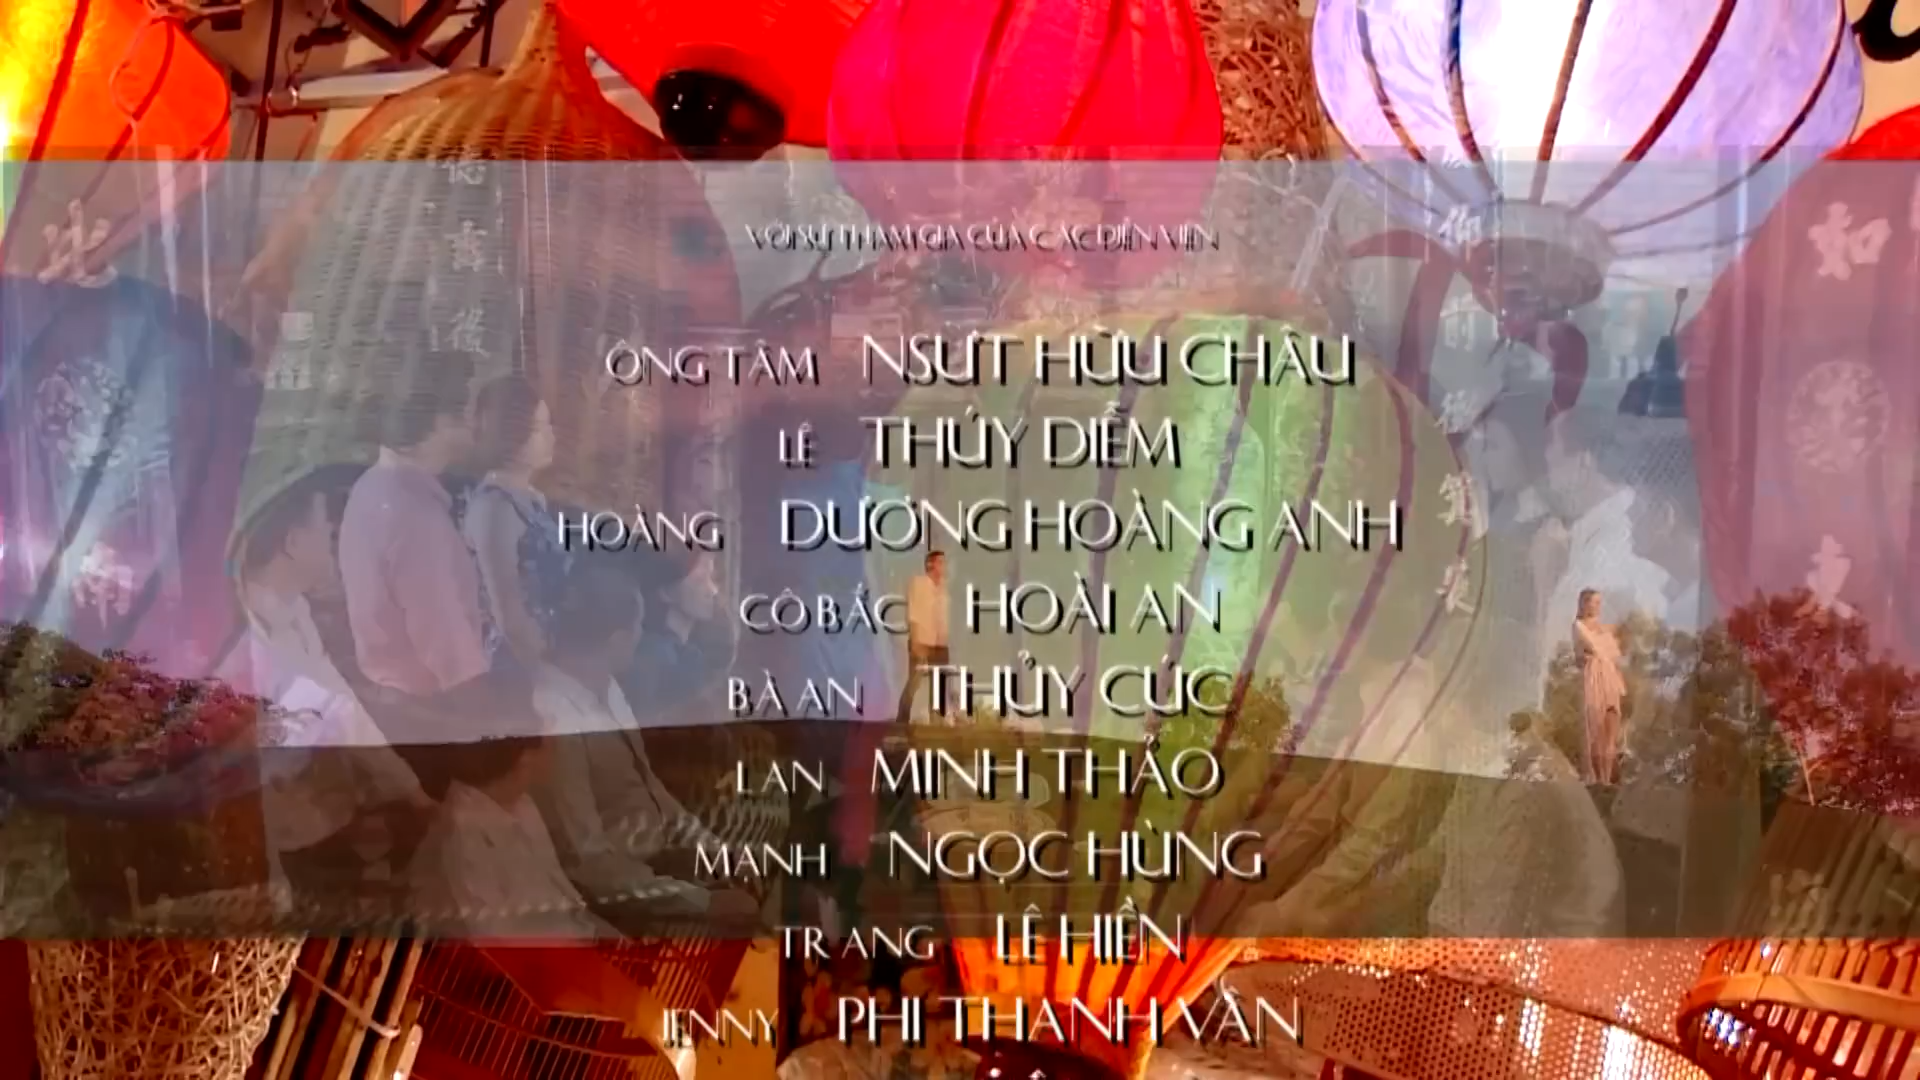 VỚI SỰ THAM GIA CỦA CÁC DIỄN VIÊN
ÔNG TÂM NSƯT HỮU CHÂU
LÊ THÚY DIỄM
HOÀNG DƯƠNG HOÀNG ANH
CÔ BẮC HOÀI AN
BÀ AN THỦY CÚC
LAN MINH THẢO
MẠNH NGỌC HÙNG
TRANG LÊ HIỀN
JENNY PHI THANH VÂN